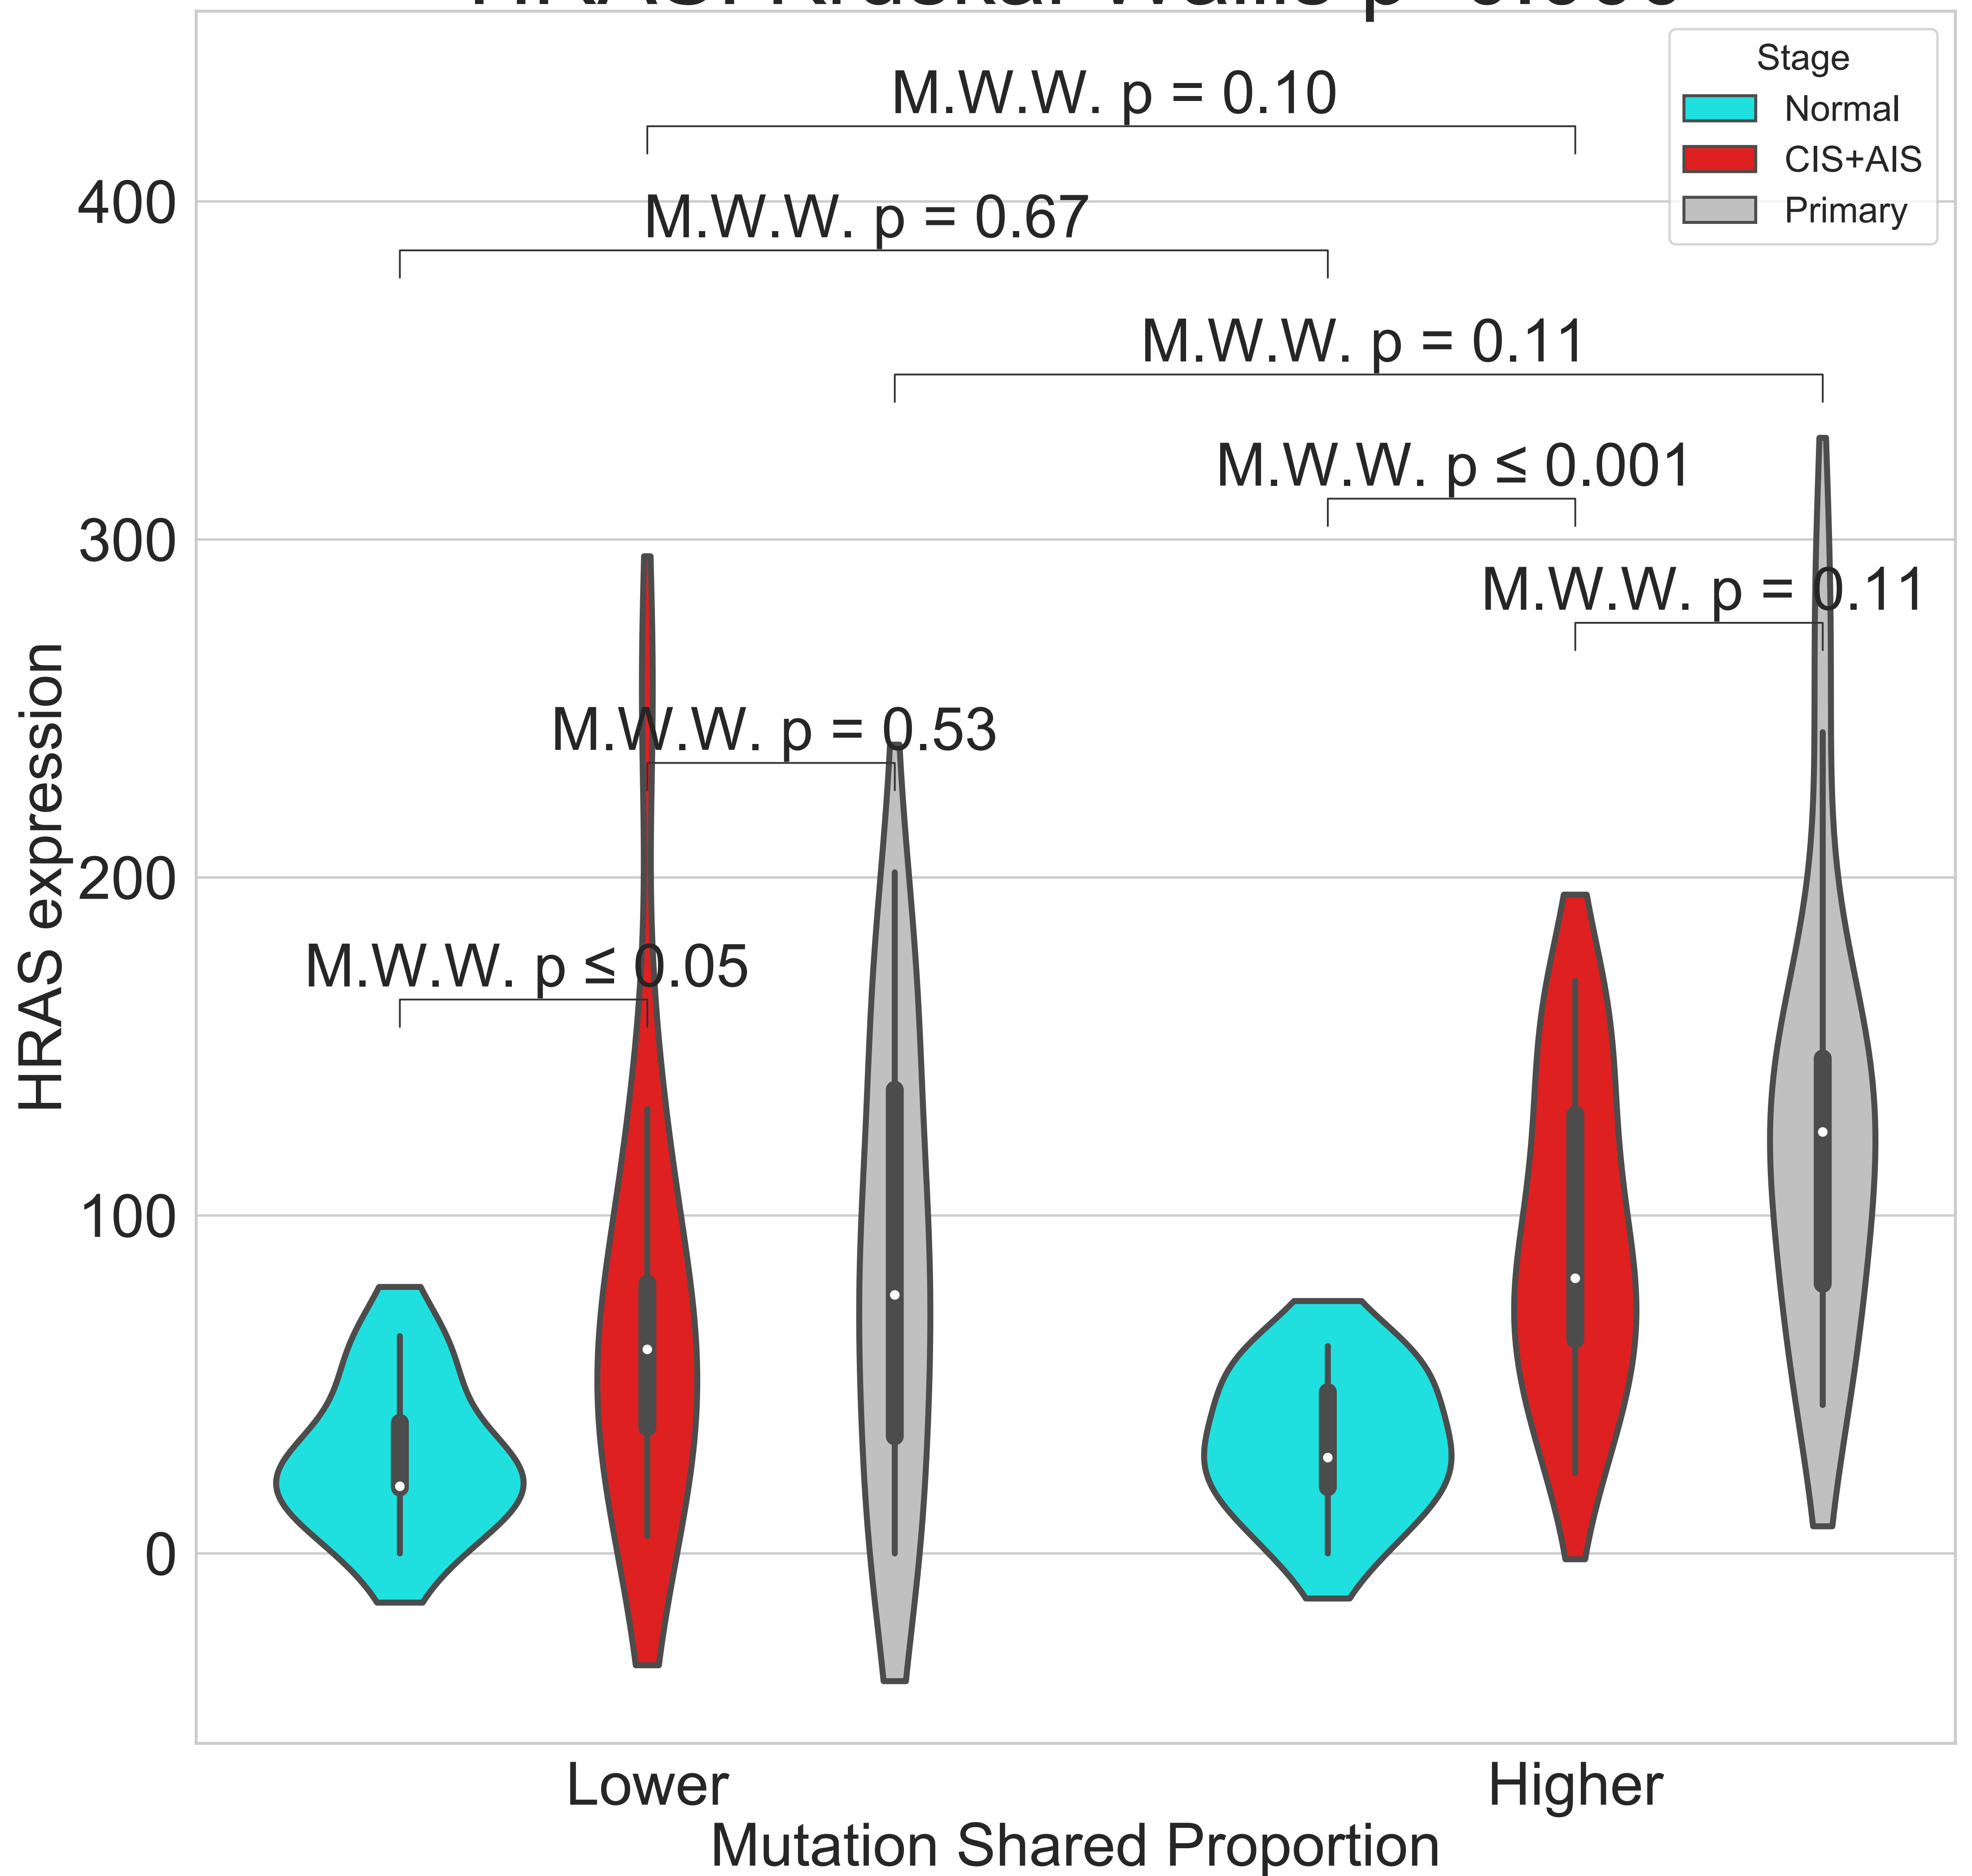 Stage
Normal
CIS+AIS
Primary
M.W.W. p = 0.10
M.W.W. p = 0.67
M.W.W. p = 0.11
M.W.W. p ≤ 0.001
M.W.W. p = 0.11
M.W.W. p = 0.53
M.W.W. p ≤ 0.05
HRAS expression
400
300
200
100
0
Lower
Higher
Mutation Shared Proportion